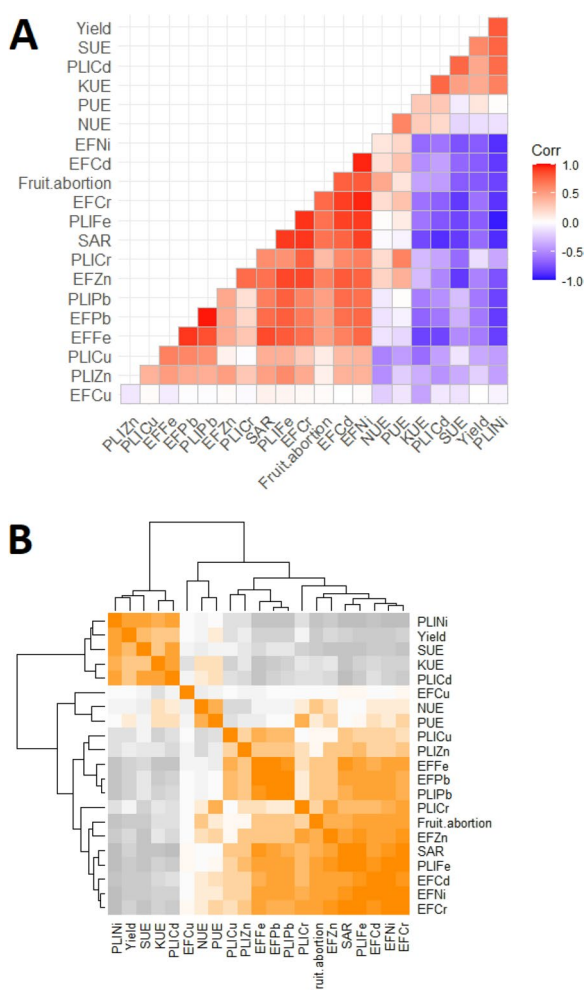 A
Yield
SUE
PLICd
KUE
PUE
NUE
EFNi
EFCd
Fruit.abortion
EFCr
PLIFe
SAR
PLICr
EFZn
PLIPb
EFPb
EFFe
PLICu
PLIZn
EFCu
PLIZn
PLICu
EFFe
EFPb
PLIPb
EFZn
PLICr
SAR
PLIFe
EFCr
Fruit.abortion
EFCd
EFNi
NUE
PUE
KUE
PLICd
SUE
Yield
PLINi
Corr
1.0
0.5
0.0
-0.5
-1.0
B
PLINi
Yield
SUE
KUE
PLICd
EFCu
NUE
PUE
PLICu
PLIZn
EFFe
EFPb
PLIPb
PLICr
Fruit.abortion
EFZn
SAR
PLIFe
EFCd
EFNi
EFCr
PLINi
Yield
SUE
KUE
PLICd
EFCu
NUE
PUE
PLICu
PLIZn
EFFe
EFPb
PLIPb
PLICr
ruit.abortion
EFZn
SAR
PLIFe
EFCd
EFNi
EFCr